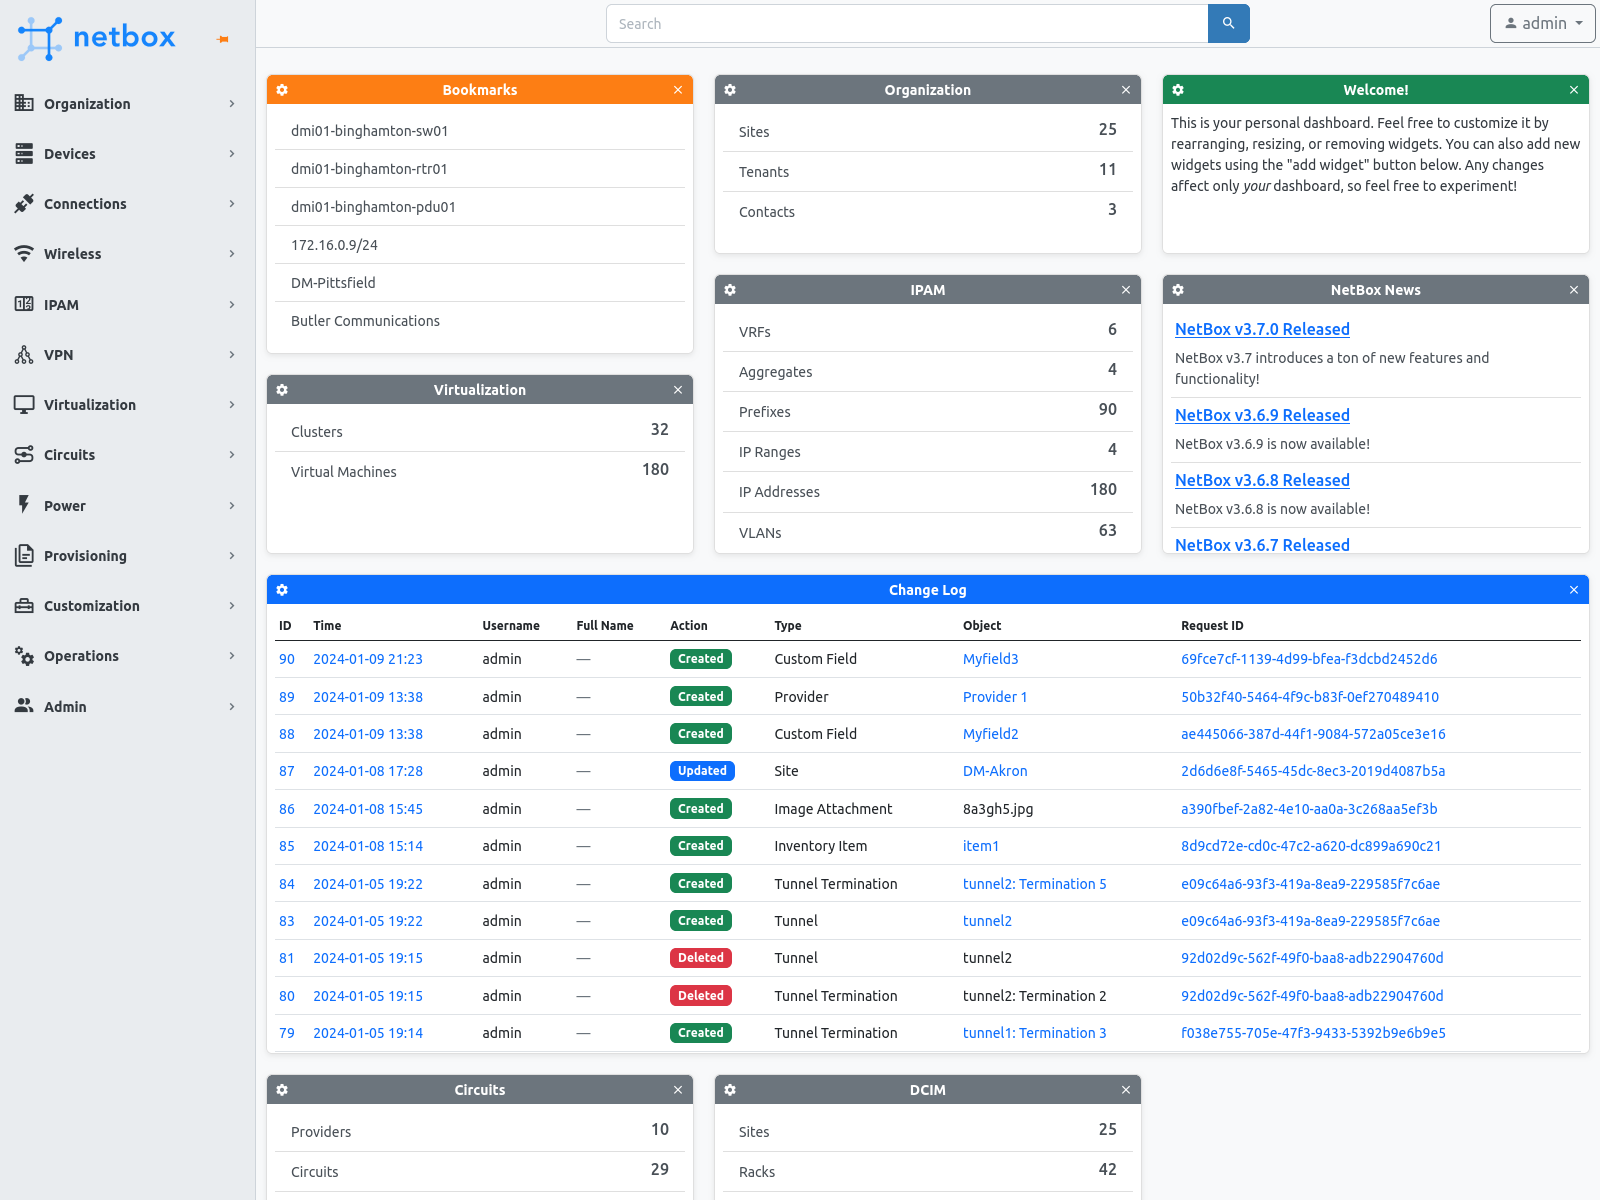 netbox
Search
admin
Organization
Devices
Connections
Wireless
IPAM
VPN
Virtualization
Circuits
Power
Provisioning
Customization
Operations
Admin
Bookmarks
dmi01-binghamton-sw01
dmi01-binghamton-rtr01
dmi01-binghamton-pdu01
172.16.0.9/24
DM-Pittsfield
Butler Communications
Virtualization
Clusters 32
Virtual Machines 180
Organization
Sites 25
Tenants 11
Contacts 3
IPAM
VRFs 6
Aggregates 4
Prefixes 90
IP Ranges 4
IP Addresses 180
VLANs 63
Welcome!
This is your personal dashboard. Feel free to customize it by
rearranging, resizing, or removing widgets. You can also add new
widgets using the "add widget" button below. Any changes
affect only your dashboard, so feel free to experiment!
NetBox News
NetBox v3.7.0 Released
NetBox v3.7 introduces a ton of new features and
functionality!
NetBox v3.6.9 Released
NetBox v3.6.9 is now available!
NetBox v3.6.8 Released
NetBox v3.6.8 is now available!
NetBox v3.6.7 Released
Change Log
ID Time Username Full Name Action Type Object Request ID
90 2024-01-09 21:23 admin — Created Custom Field Myfield3 69fce7cf-1139-4d99-bfea-f3dcbd2452d6
89 2024-01-09 13:38 admin — Created Provider Provider 1 50b32f40-5464-4f9c-b83f-0ef270489410
88 2024-01-09 13:38 admin — Created Custom Field Myfield2 ae445066-387d-44f1-9084-572a05ce3e16
87 2024-01-08 17:28 admin — Updated Site DM-Akron 2d6d6e8f-5465-45dc-8ec3-2019d4087b5a
86 2024-01-08 15:45 admin — Created Image Attachment 8a3gh5.jpg a390fbef-2a82-4e10-aa0a-3c268aa5ef3b
85 2024-01-08 15:14 admin — Created Inventory Item item1 8d9cd72e-cd0c-47c2-a620-dc899a690c21
84 2024-01-05 19:22 admin — Created Tunnel Termination tunnel2: Termination 5 e09c64a6-93f3-419a-8ea9-229585f7c6ae
83 2024-01-05 19:22 admin — Created Tunnel tunnel2 e09c64a6-93f3-419a-8ea9-229585f7c6ae
81 2024-01-05 19:15 admin — Deleted Tunnel tunnel2 92d02d9c-562f-49f0-baa8-adb22904760d
80 2024-01-05 19:15 admin — Deleted Tunnel Termination tunnel2: Termination 2 92d02d9c-562f-49f0-baa8-adb22904760d
79 2024-01-05 19:14 admin — Created Tunnel Termination tunnel1: Termination 3 f038e755-705e-47f3-9433-5392b9e6b9e5
Circuits
Providers 10
Circuits 29
DCIM
Sites 25
Racks 42